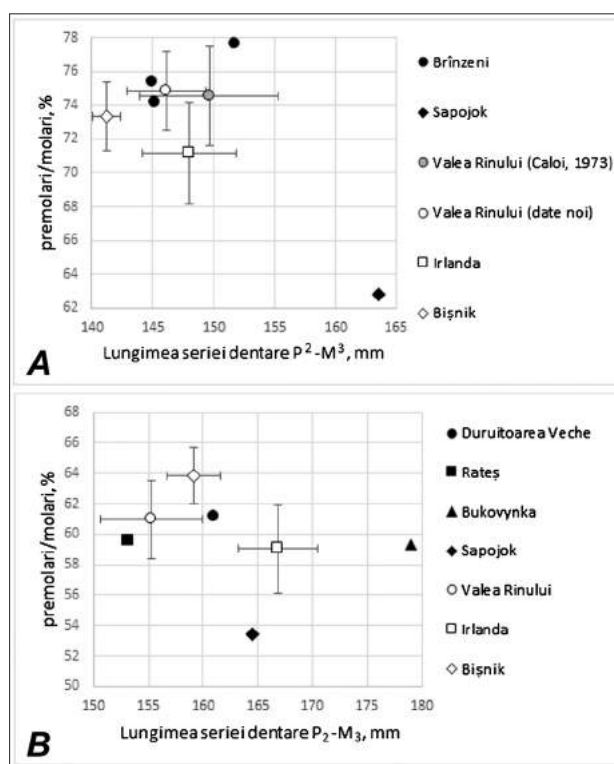 78
76
74
72
70
68
66
64
62
premolari/molari, %
140 145 150 155 160 165
Lungimea seriei dentare P²-M³, mm
A
Brînzeni
Sapojok
Valea Rinului (Caloi, 1973)
Valea Rinului (date noi)
Irlanda
Bișnik
68
66
64
62
60
58
56
54
52
50
premolari/molari, %
150 155 160 165 170 175 180
Lungimea seriei dentare P₂-M₃, mm
B
Duruitoarea Veche
Rateș
Bukovynka
Sapojok
Valea Rinului
Irlanda
Bișnik